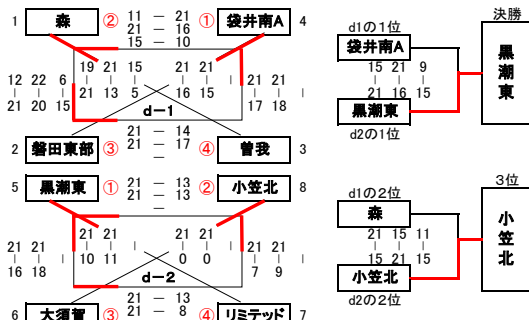 1 森 ② 11 — 21 ① 袋井南A 4
21 — 16
15 — 10
19 21 15 21 21
| | | | | |
21 13 5 16 15
12 22 6
| | |
21 20 15
21 21
| | |
17 18
d－1
2 磐田東部 ③ 21 — 14 ④ 曽我 3
21 — 17
—
5 黒潮東 ① 21 — 13 ② 小笠北 8
21 — 13
—
21 21 21 21
| | | | | |
10 11 0 0
21 21
| | |
16 18
21 21
| | |
7 9
d－2
6 大須賀 ③ 21 — 13 ④ リミテッド 7
21 — 8
d1の1位
袋井南A
15 21 9
| | |
21 16 15
黒潮東
d2の1位
決勝
黒潮東
d1の2位
森
21 15 11
| | |
15 21 15
小笠北
d2の2位
3位
小笠北